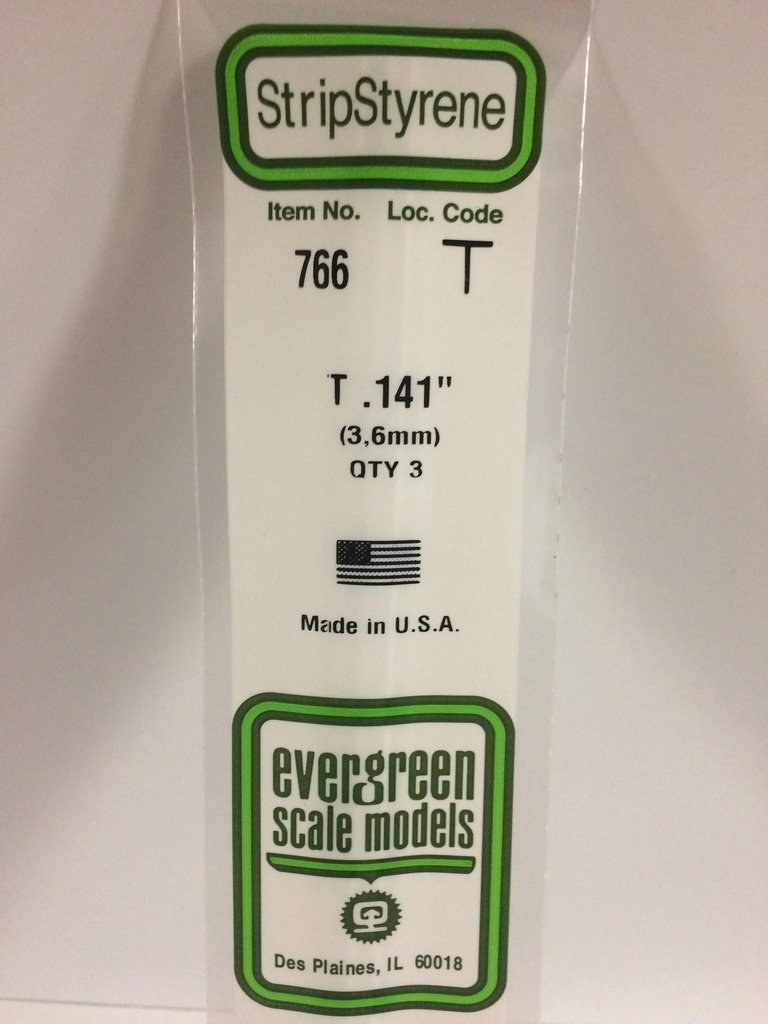 StripStyrene
Item No. Loc. Code
766 T
T .141"
(3,6mm)
QTY 3
Made in U.S.A.
evergreen
scale models
Des Plaines, IL 60018